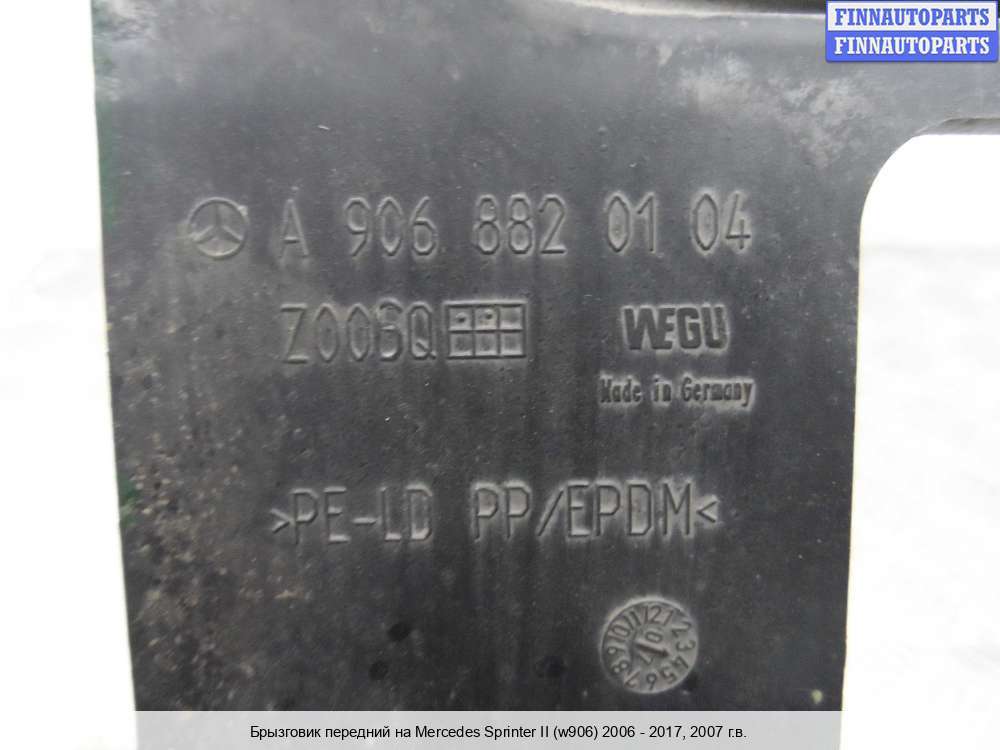 FINNAUTOPARTS
FINNAUTOPARTS
A 906 882 01 04
Z003Q WEGU
Made in Germany
>PE-LD PP/EPDM<
Брызговик передний на Mercedes Sprinter II (w906) 2006 - 2017, 2007 г.в.